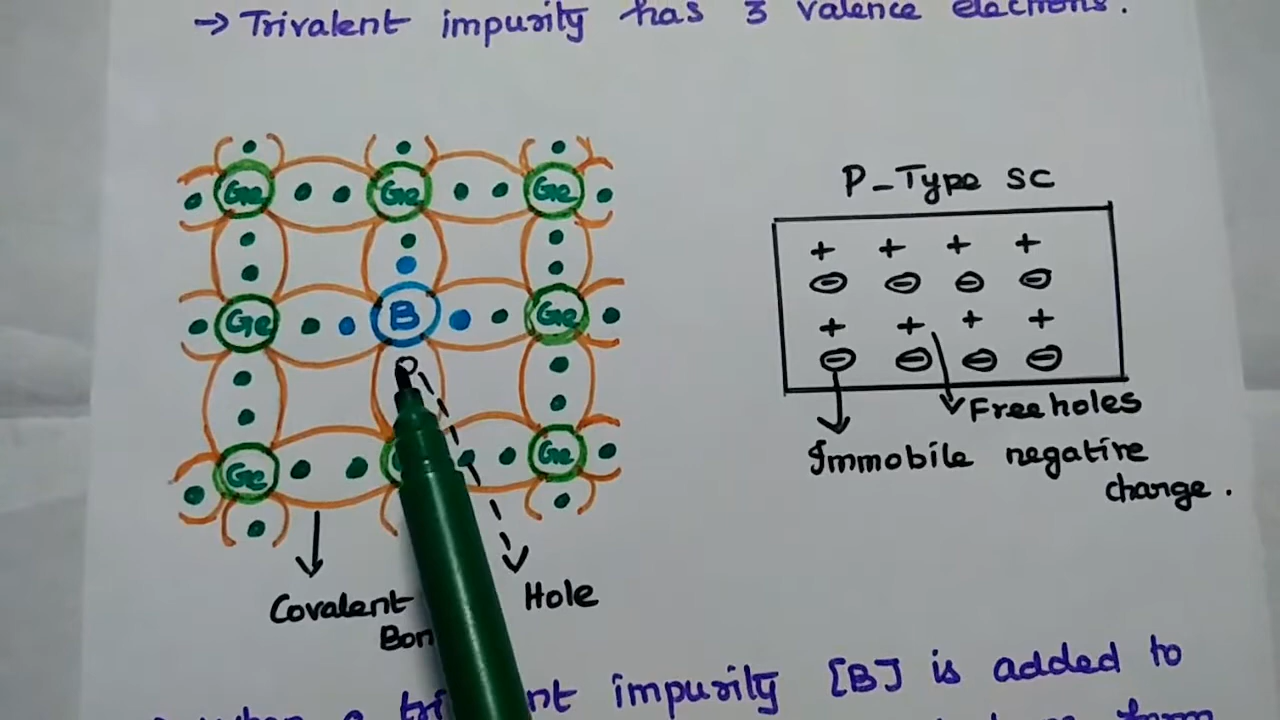 → Trivalent impurity has 3 valence electrons.
Ge Ge Ge
Ge B Ge
Ge Ge
Covalent
Hole
P-Type SC
+ + + +
⊖ ⊖ ⊖ ⊖
+ + + +
⊖ ⊖ ⊖ ⊖
Free holes
Immobile negative
charge.
impurity [B] is added to